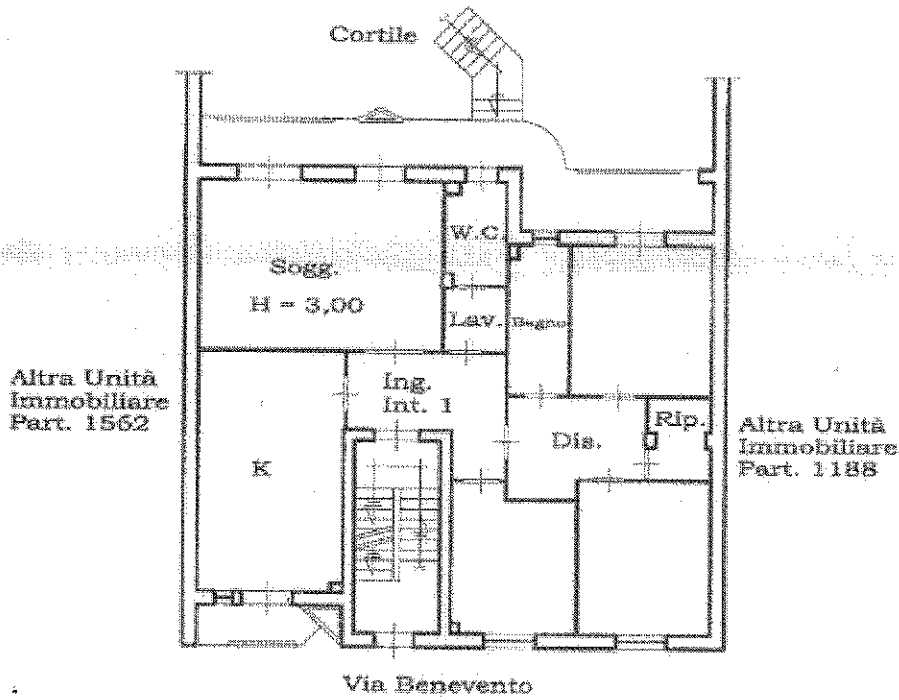 Cortile
W.C.
Sogg.
H = 3,00
Lav.
Bagno
Altra Unità
Immobiliare
Part. 1562
Ing.
Int. 1
Rip.
Dis.
Altra Unità
Immobiliare
Part. 1188
K
Via Benevento